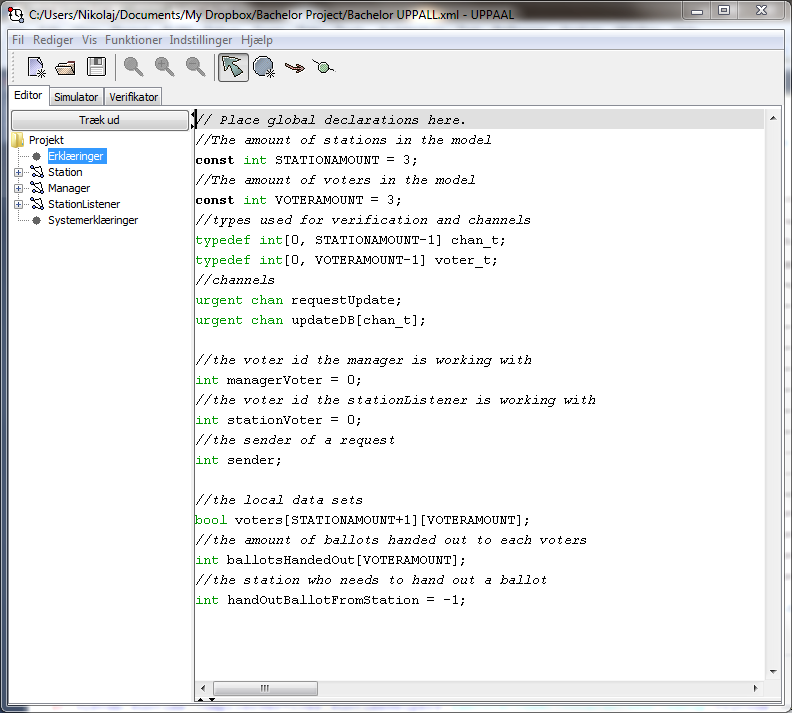 C:/Users/Nikolaj/Documents/My Dropbox/Bachelor Project/Bachelor UPPALL.xml - UPPAAL
Fil Rediger Vis Funktioner Indstillinger Hjælp
Editor Simulator Verifikator
Træk ud
Projekt
Erklæringer
Station
Manager
StationListener
Systemerklæringer
// Place global declarations here.
//The amount of stations in the model
const int STATIONAMOUNT = 3;
//The amount of voters in the model
const int VOTERAMOUNT = 3;
//types used for verification and channels
typedef int[0, STATIONAMOUNT-1] chan_t;
typedef int[0, VOTERAMOUNT-1] voter_t;
//channels
urgent chan requestUpdate;
urgent chan updateDB[chan_t];
//the voter id the manager is working with
int managerVoter = 0;
//the voter id the stationListener is working with
int stationVoter = 0;
//the sender of a request
int sender;
//the local data sets
bool voters[STATIONAMOUNT+1][VOTERAMOUNT];
//the amount of ballots handed out to each voters
int ballotsHandedOut[VOTERAMOUNT];
//the station who needs to hand out a ballot
int handOutBallotFromStation = -1;